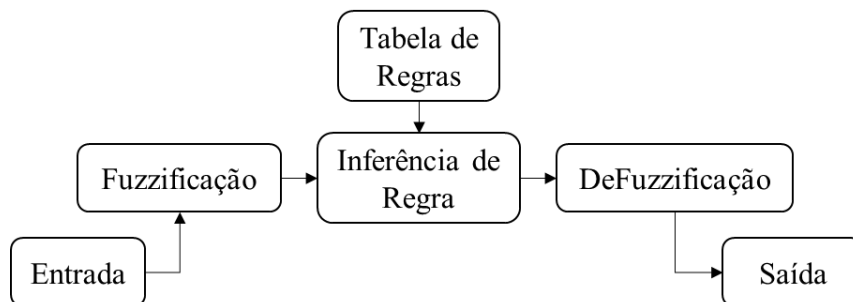 Tabela de
Regras
Fuzzificação
Inferência de
Regra
DeFuzzificação
Entrada
Saída